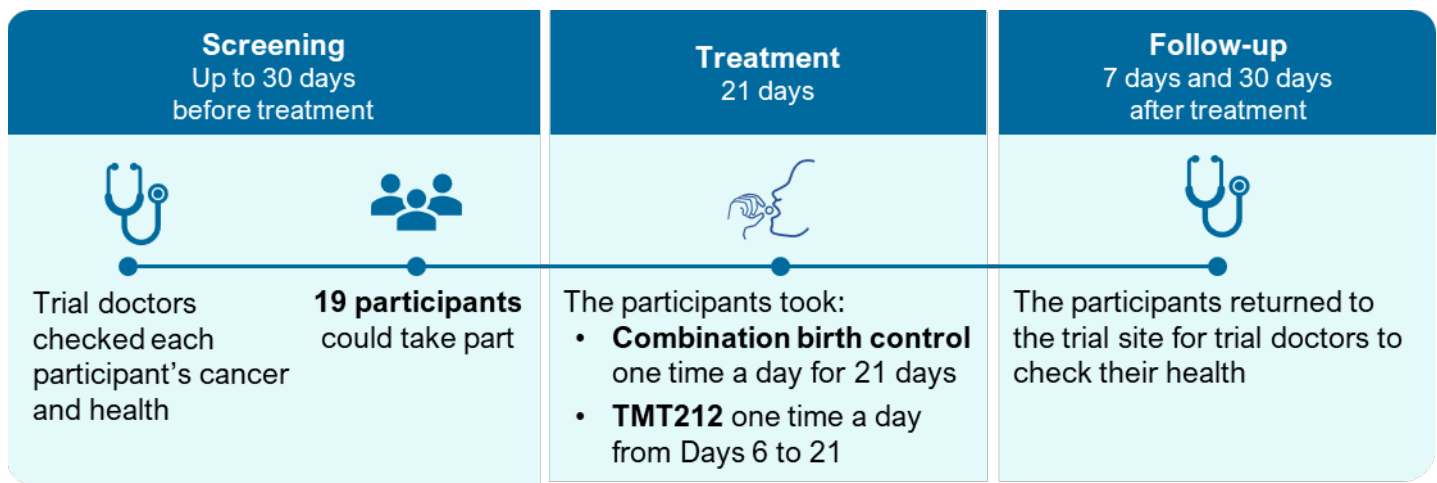 Screening
Up to 30 days
before treatment
Treatment
21 days
Follow-up
7 days and 30 days
after treatment
Trial doctors
checked each
participant's cancer
and health
19 participants
could take part
The participants took:
• Combination birth control
one time a day for 21 days
• TMT212 one time a day
from Days 6 to 21
The participants returned to
the trial site for trial doctors to
check their health